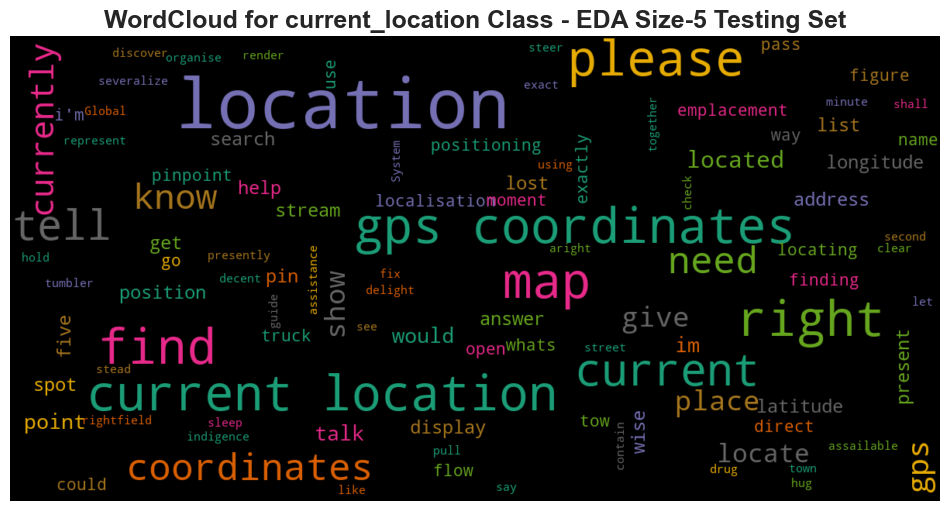 WordCloud for current_location Class - EDA Size-5 Testing Set
currently
discover
organise
render
steer
please
pass
severalize
use
exact
figure
i'm
Global
location
together
emplacement
minute
shall
represent
search
System
positioning
exactly
list
way
name
pinpoint
help
using
located
longitude
know
localisation
moment
lost
check
address
tell
stream
gps coordinates
get
go
presently
aright
need
locating
second
clear
hold
tumbler
decent
pin
assistance
fix
delight
map
finding
position
guide
show
let
five
find
truck
see
would
answer
give
right
stead
open
whats
street
im
present
spot
current location
current
point
rightfield
sleep
indigence
talk
display
tow
contain
wise
place
latitude
direct
coordinates
pull
flow
locate
assailable
gps
could
like
say
drug
town
hug